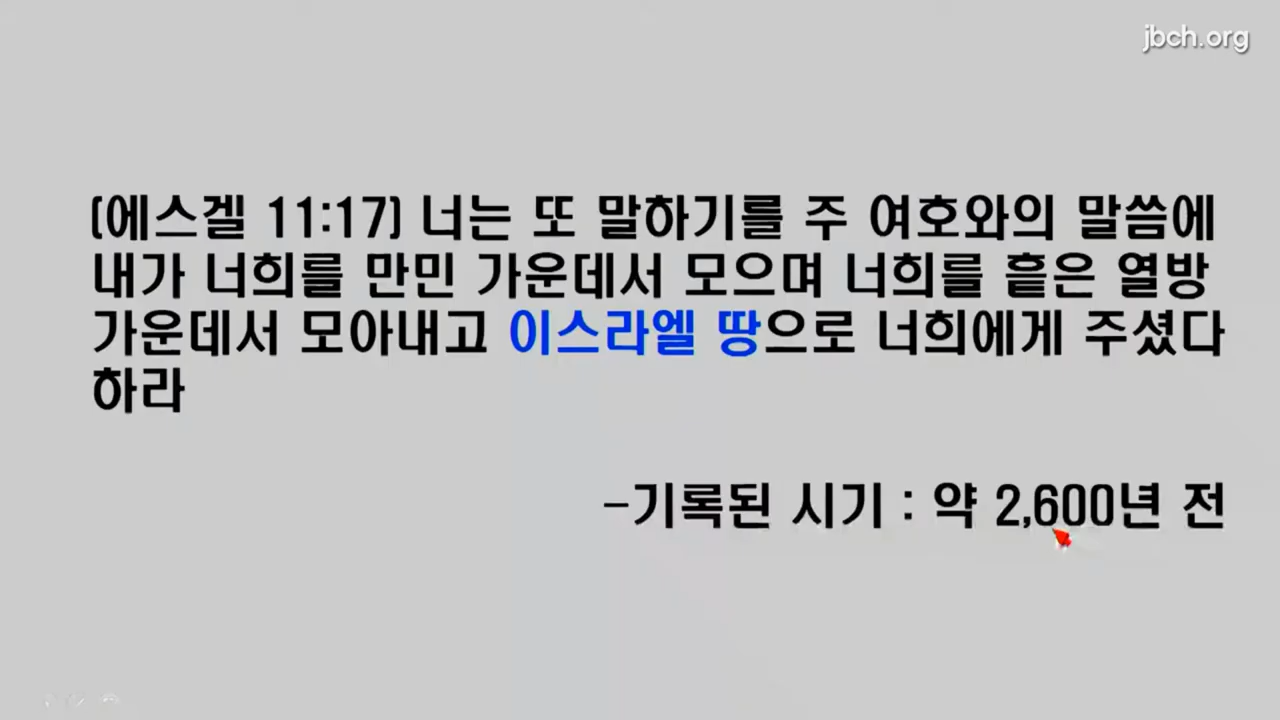 jbch.org
(에스겔 11:17) 너는 또 말하기를 주 여호와의 말씀에
내가 너희를 만민 가운데서 모으며 너희를 흩은 열방
가운데서 모아내고 이스라엘 땅으로 너희에게 주셨다
하라
-기록된 시기 : 약 2,600년 전